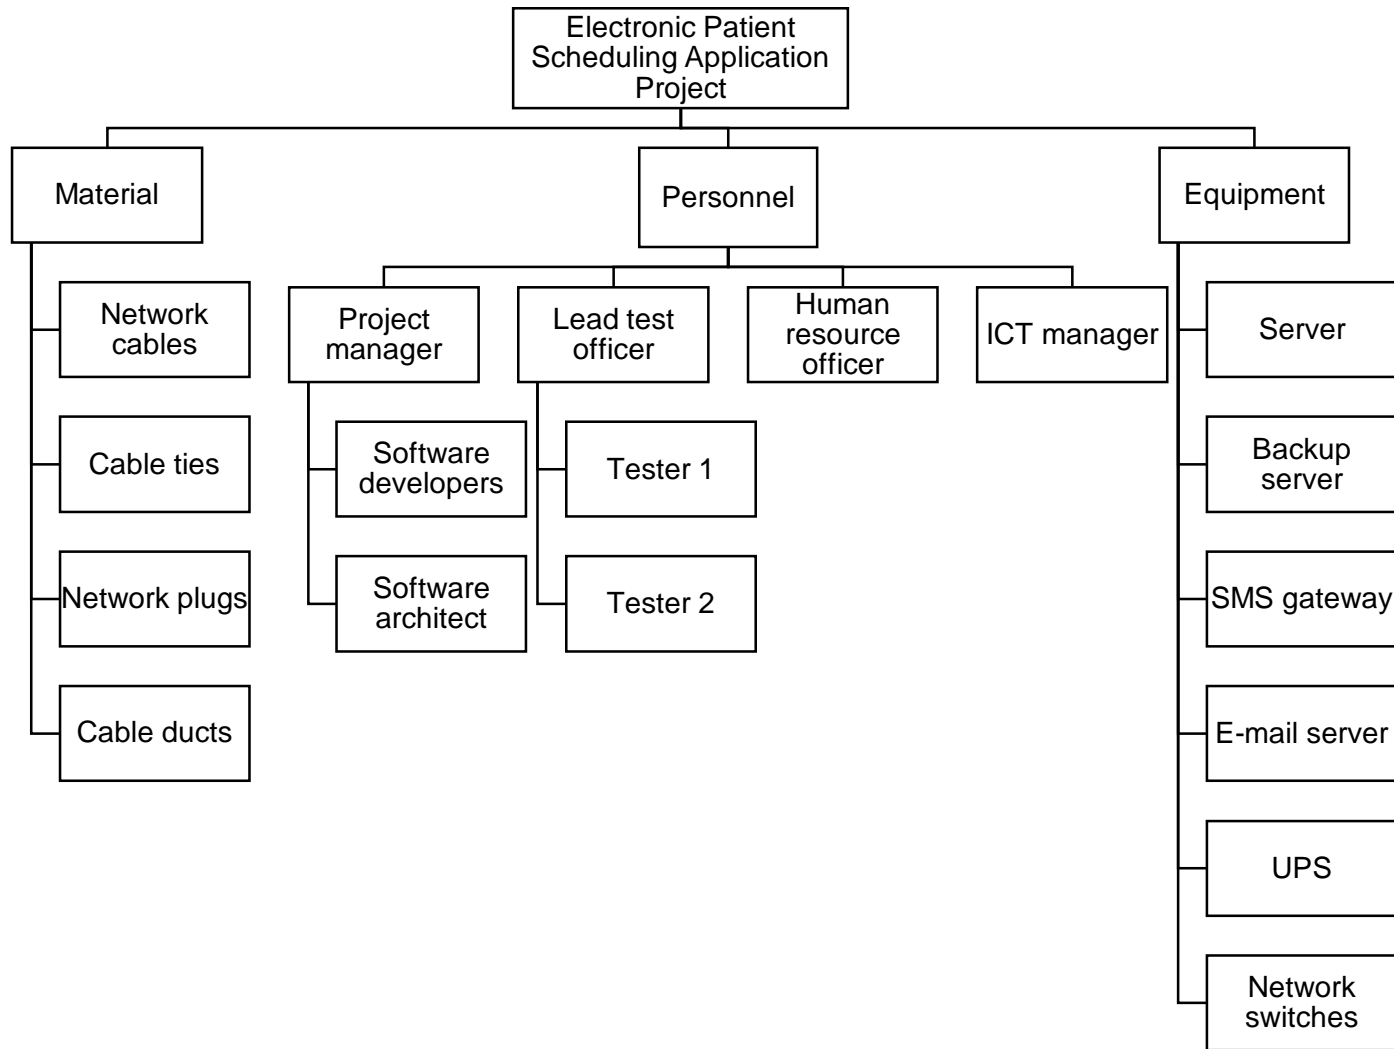 Electronic Patient
Scheduling Application
Project
Material
Personnel
Equipment
Network
cables
Cable ties
Network plugs
Cable ducts
Project
manager
Software
developers
Software
architect
Lead test
officer
Tester 1
Tester 2
Human
resource
officer
ICT manager
Server
Backup
server
SMS gateway
E-mail server
UPS
Network
switches